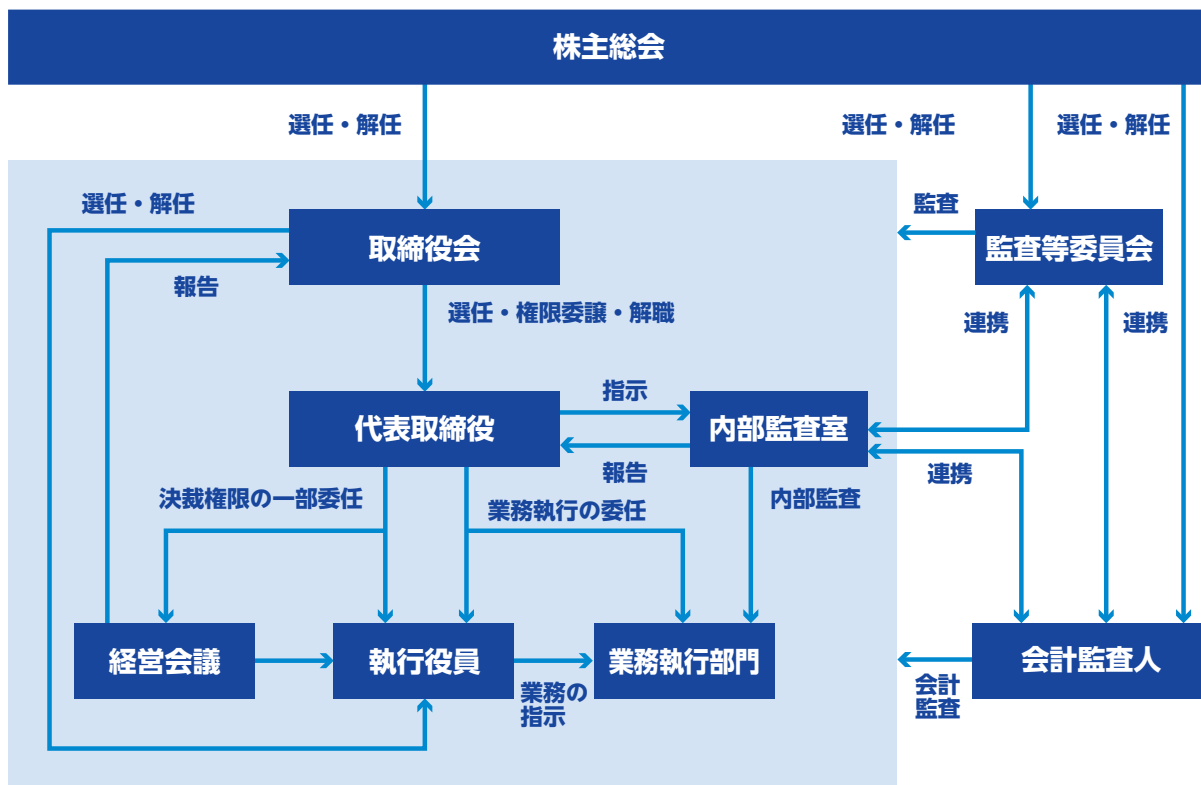 株主総会
選任・解任
選任・解任
選任・解任
選任・解任
監査
取締役会
監査等委員会
報告
選任・権限委譲・解職
連携
連携
指示
代表取締役
内部監査室
報告
連携
決裁権限の一部委任
業務執行の委任
内部監査
経営会議
執行役員
業務執行部門
会計監査人
業務の
指示
会計
監査